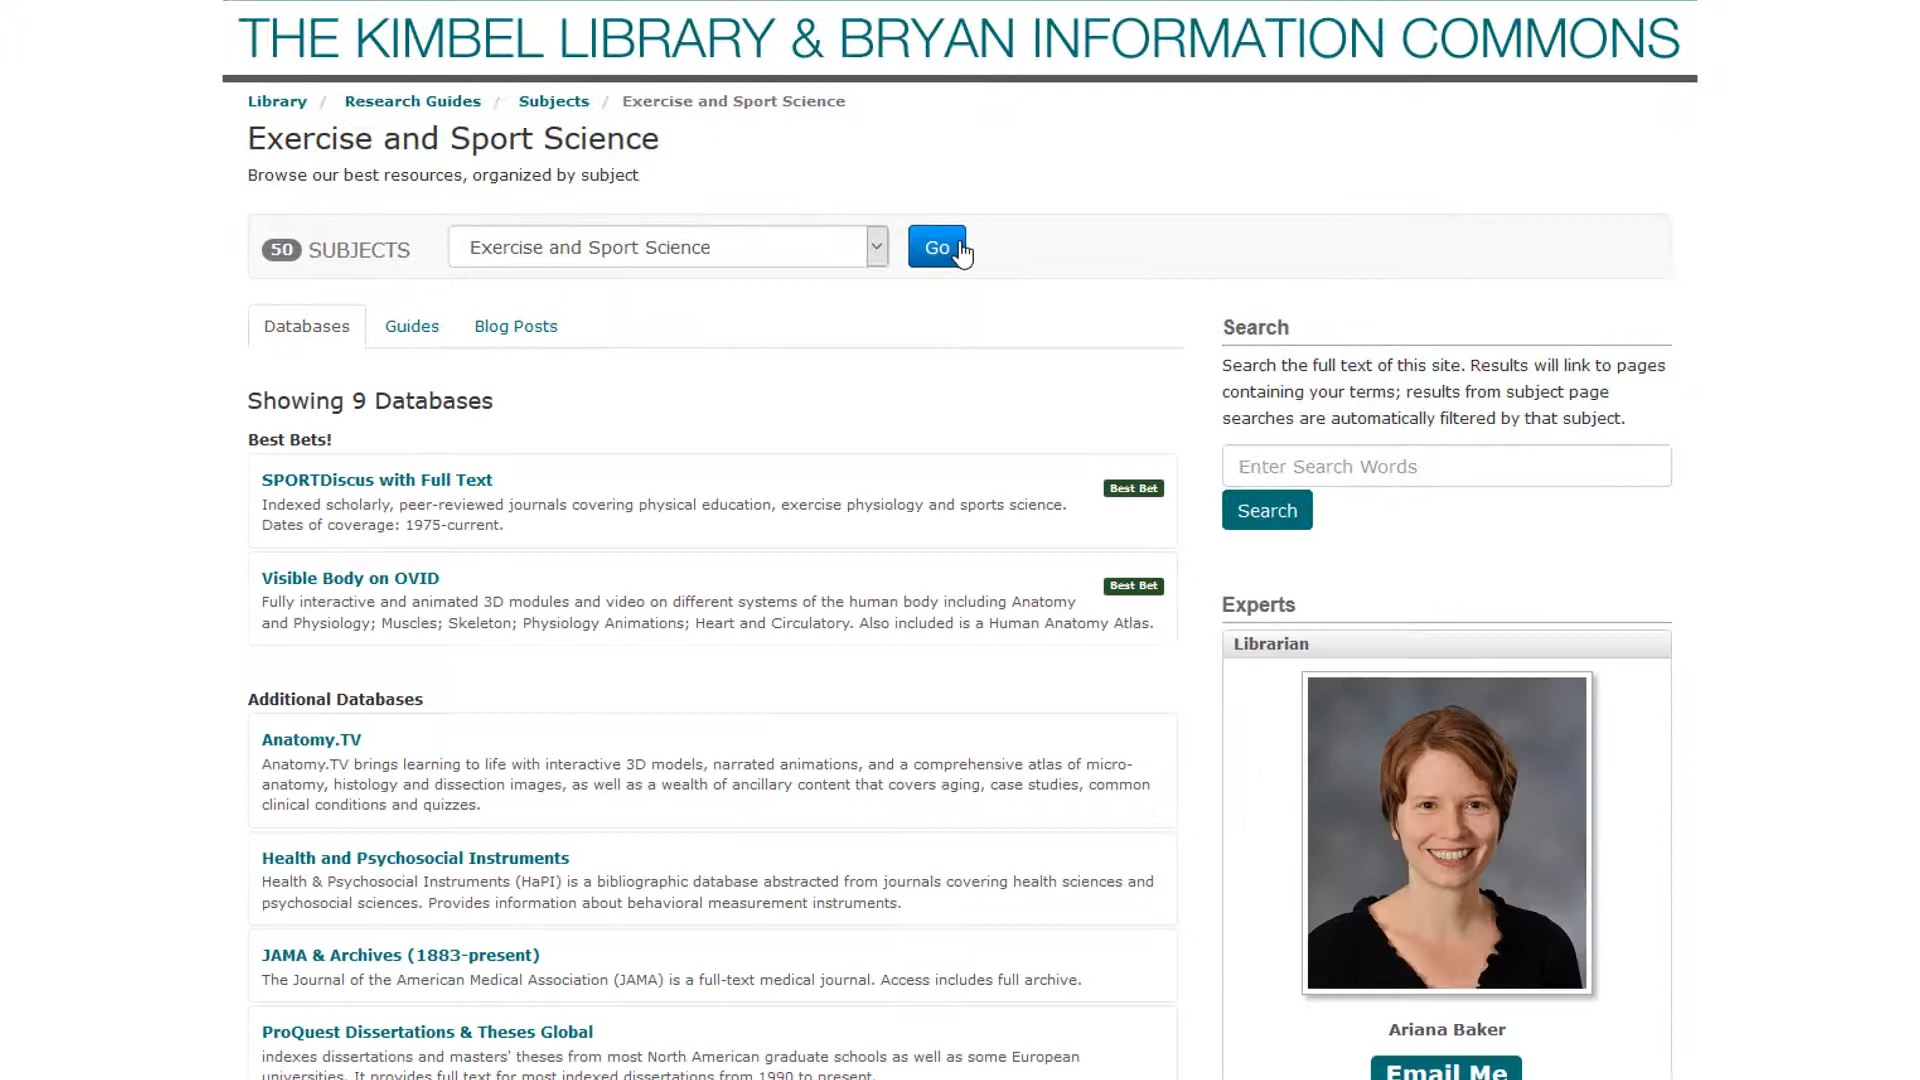 THE KIMBEL LIBRARY & BRYAN INFORMATION COMMONS
Library / Research Guides / Subjects / Exercise and Sport Science
Exercise and Sport Science
Browse our best resources, organized by subject
50 SUBJECTS
Exercise and Sport Science
Go
Databases
Guides
Blog Posts
Showing 9 Databases
Best Bets!
SPORTDiscus with Full Text
Best Bet
Indexed scholarly, peer-reviewed journals covering physical education, exercise physiology and sports science.
Dates of coverage: 1975-current.
Visible Body on OVID
Best Bet
Fully interactive and animated 3D modules and video on different systems of the human body including Anatomy
and Physiology; Muscles; Skeleton; Physiology Animations; Heart and Circulatory. Also included is a Human Anatomy Atlas.
Additional Databases
Anatomy.TV
Anatomy.TV brings learning to life with interactive 3D models, narrated animations, and a comprehensive atlas of micro-
anatomy, histology and dissection images, as well as a wealth of ancillary content that covers aging, case studies, common
clinical conditions and quizzes.
Health and Psychosocial Instruments
Health & Psychosocial Instruments (HaPI) is a bibliographic database abstracted from journals covering health sciences and
psychosocial sciences. Provides information about behavioral measurement instruments.
JAMA & Archives (1883-present)
The Journal of the American Medical Association (JAMA) is a full-text medical journal. Access includes full archive.
ProQuest Dissertations & Theses Global
indexes dissertations and masters' theses from most North American graduate schools as well as some European
universities. It provides full text for most indexed dissertations from 1990 to present.
Search
Search the full text of this site. Results will link to pages
containing your terms; results from subject page
searches are automatically filtered by that subject.
Enter Search Words
Search
Experts
Librarian
Ariana Baker
Email Me